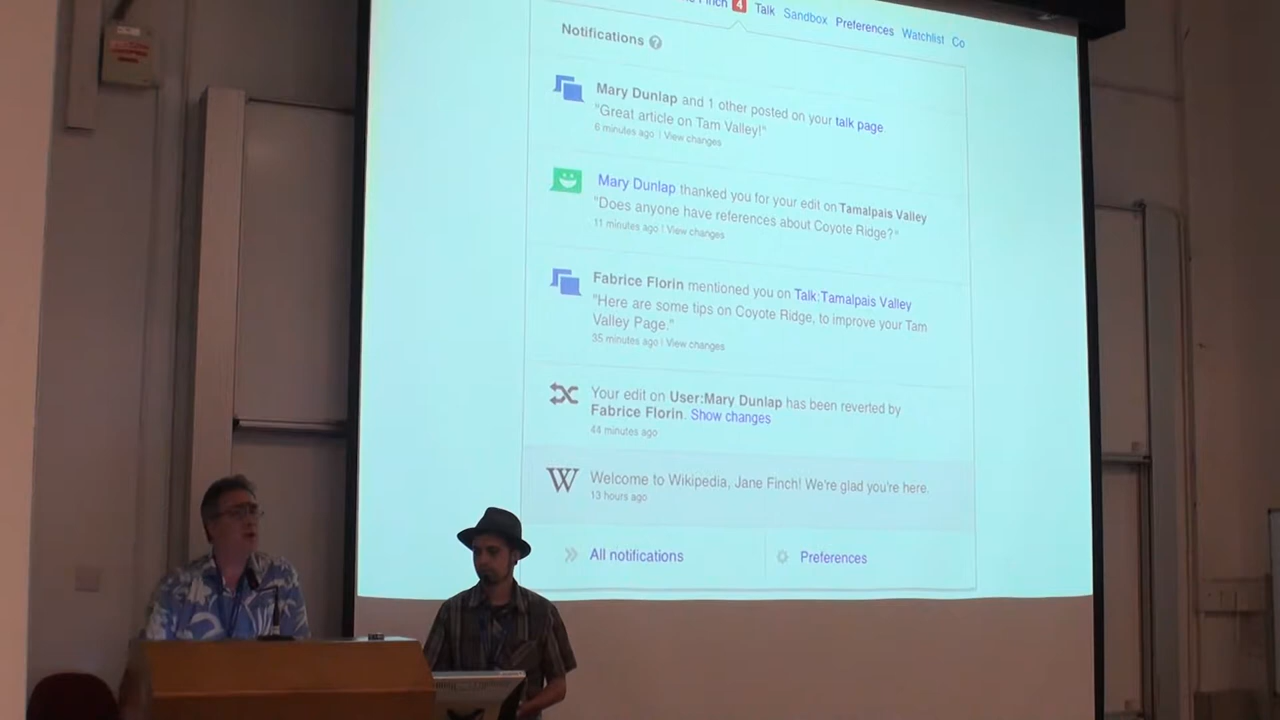 Finch 4 Talk Sandbox Preferences Watchlist Co
Notifications ?
Mary Dunlap and 1 other posted on your talk page.
"Great article on Tam Valley!"
6 minutes ago | View changes
Mary Dunlap thanked you for your edit on Tamalpais Valley
"Does anyone have references about Coyote Ridge?"
11 minutes ago | View changes
Fabrice Florin mentioned you on Talk:Tamalpais Valley
"Here are some tips on Coyote Ridge, to improve your Tam
Valley Page."
35 minutes ago | View changes
Your edit on User:Mary Dunlap has been reverted by
Fabrice Florin. Show changes
44 minutes ago
W Welcome to Wikipedia, Jane Finch! We're glad you're here.
13 hours ago
All notifications
Preferences